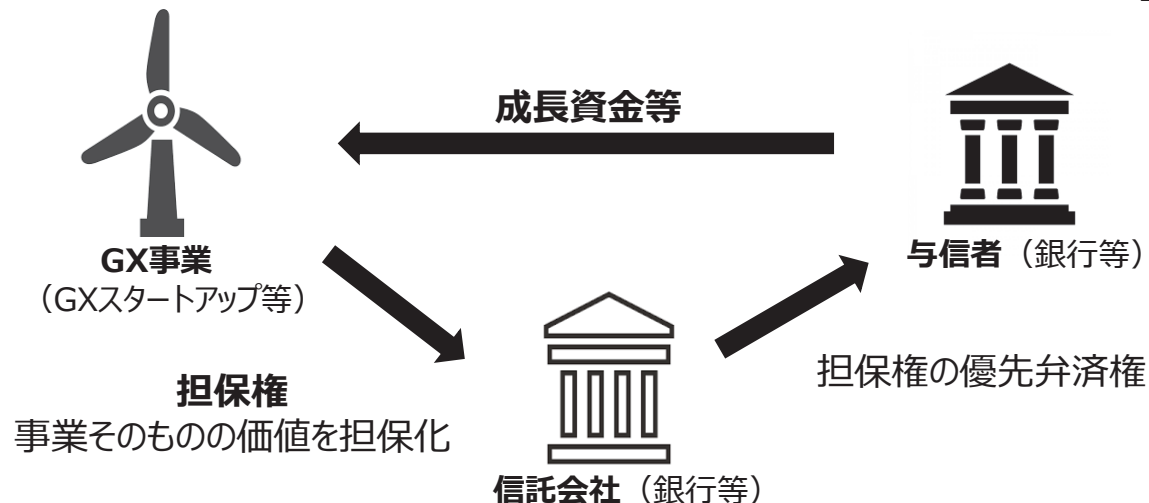 成長資金等
GX事業
（GXスタートアップ等）
与信者（銀行等）
担保権
事業そのものの価値を担保化
担保権の優先弁済権
信託会社（銀行等）